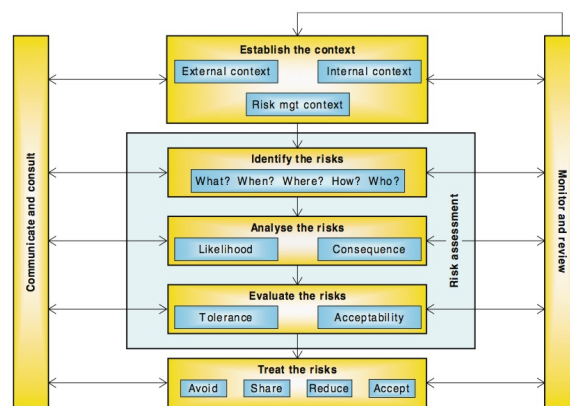 Establish the context
External context
Internal context
Risk mgt context
Identify the risks
What? When? Where? How? Who?
Analyse the risks
Likelihood
Consequence
Evaluate the risks
Tolerance
Acceptability
Treat the risks
Avoid
Share
Reduce
Accept
Communicate and consult
Risk assessment
Monitor and review